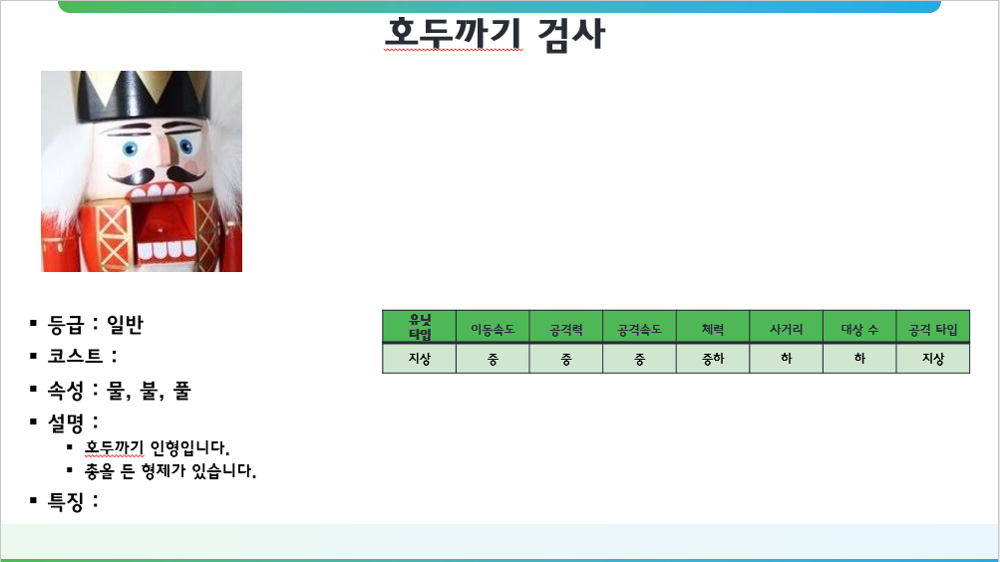 호두까기 검사
등급 : 일반
코스트 :
속성 : 물, 불, 풀
설명 :
호두까기 인형입니다.
총을 든 형제가 있습니다.
특징 :
유닛
타입 이동속도 공격력 공격속도 체력 사거리 대상 수 공격 타입
지상 중 중 중 중하 하 하 지상